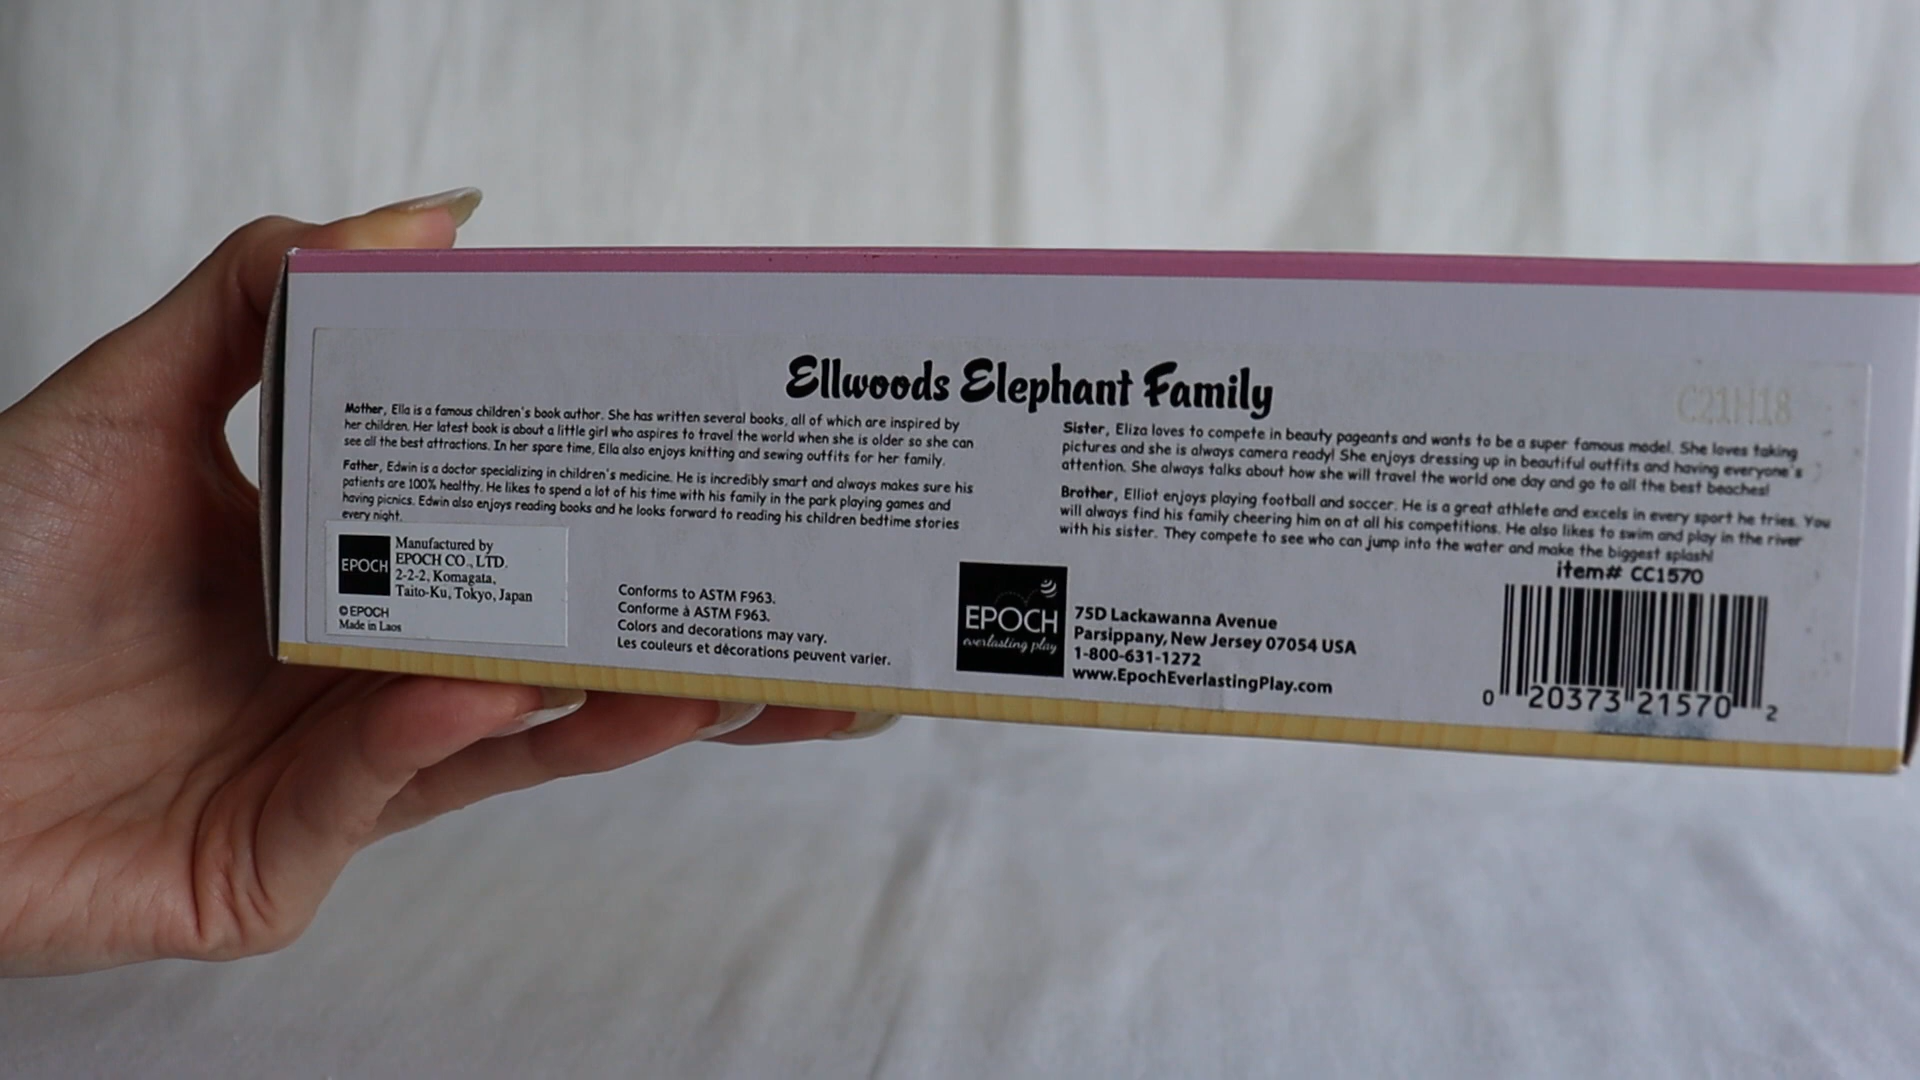 Ellwoods Elephant Family
C21H18
Mother, Ella is a famous children's book author. She has written several books, all of which are inspired by
her children. Her latest book is about a little girl who aspires to travel the world when she is older so she can
see all the best attractions. In her spare time, Ella also enjoys knitting and sewing outfits for her family.
Father, Edwin is a doctor specializing in children's medicine. He is incredibly smart and always makes sure his
patients are 100% healthy. He likes to spend a lot of his time with his family in the park playing games and
having picnics. Edwin also enjoys reading books and he looks forward to reading his children bedtime stories
every night.
Sister, Eliza loves to compete in beauty pageants and wants to be a super famous model. She loves taking
pictures and she is always camera ready! She enjoys dressing up in beautiful outfits and having everyone's
attention. She always talks about how she will travel the world one day and go to all the best beaches!
Brother, Elliot enjoys playing football and soccer. He is a great athlete and excels in every sport he tries. You
will always find his family cheering him on at all his competitions. He also likes to swim and play in the river
with his sister. They compete to see who can jump into the water and make the biggest splash!
EPOCH
Manufactured by
EPOCH CO., LTD.
2-2-2, Komagata,
Taito-Ku, Tokyo, Japan
© EPOCH
Made in Laos
Conforms to ASTM F963.
Conforme à ASTM F963.
Colors and decorations may vary.
Les couleurs et décorations peuvent varier.
EPOCH
everlasting play
75D Lackawanna Avenue
Parsippany, New Jersey 07054 USA
1-800-631-1272
www.EpochEverlastingPlay.com
item# CC1570
0 20373 21570 2